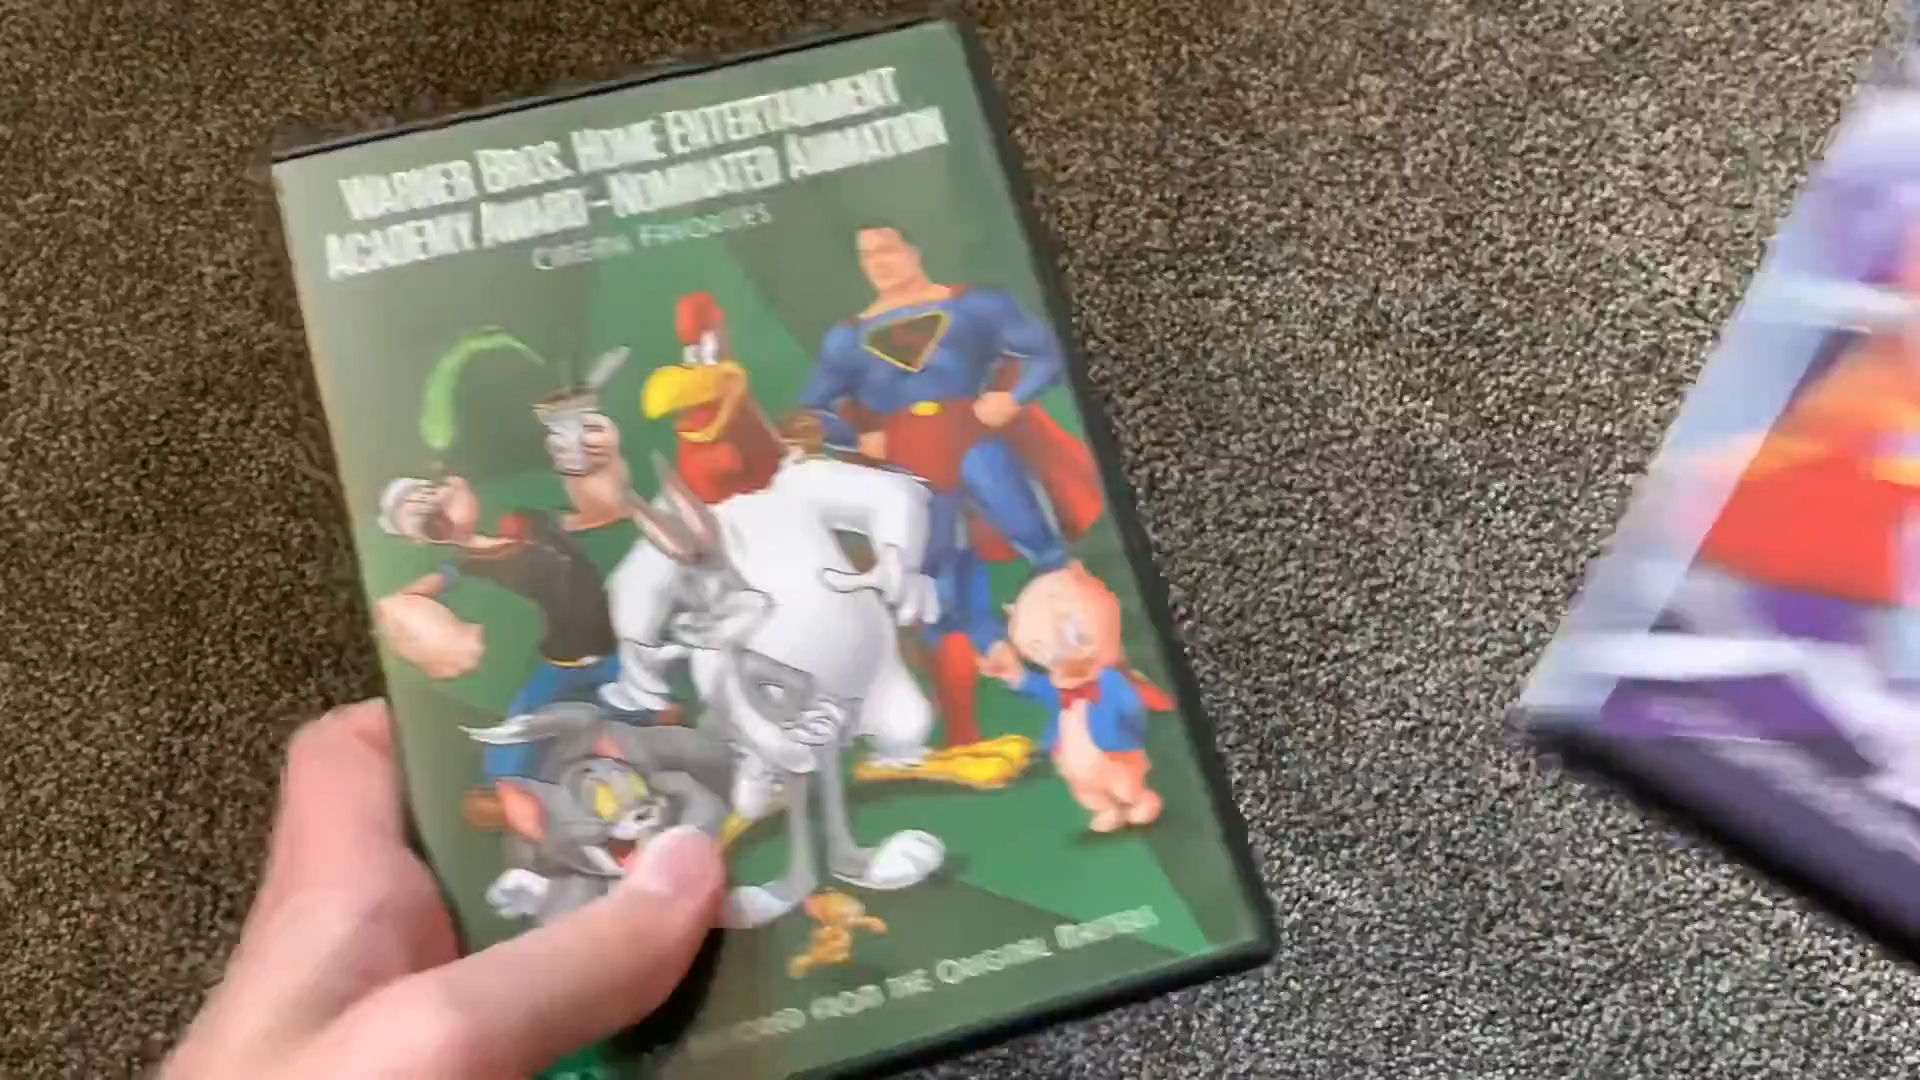 WARNER BROS. HOME ENTERTAINMENT
ACADEMY AWARD-NOMINATED ANIMATION
CINEMA FAVORITES
FROM THE ORIGINAL MASTERS